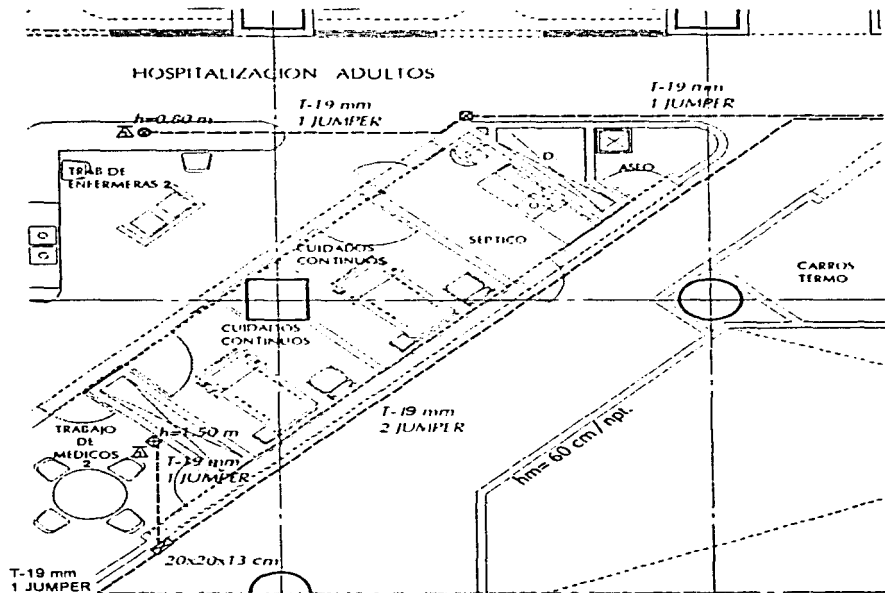 HOSPITALIZACION ADULTOS
T-19 mm
1 JUMPER
T-19 mm
1 JUMPER
h=0.60 m
TRAB DE
ENFERMERAS 2
D
ASEO
SEPTICO
CUIDADOS
CONTINUOS
CARROS
TERMO
CUIDADOS
CONTINUOS
T-19 mm
2 JUMPER
TRABAJO
DE
MEDICOS
2
h=1.50 m
T-19 mm
1 JUMPER
hm= 60 cm / npt.
20x20x13 cm
T-19 mm
1 JUMPER